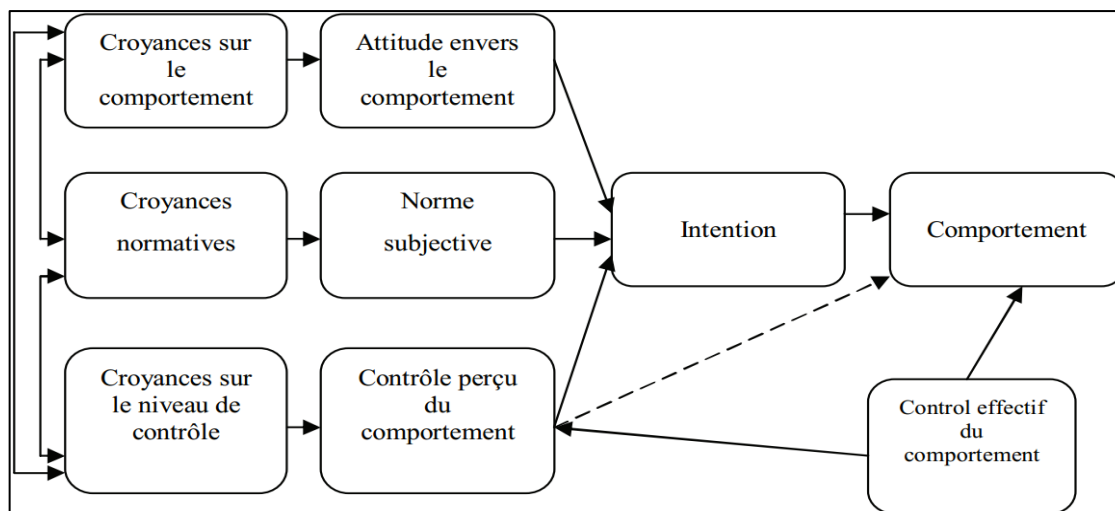 Croyances sur
le
comportement
Attitude envers
le
comportement
Croyances
normatives
Norme
subjective
Intention
Comportement
Croyances sur
le niveau de
contrôle
Contrôle perçu
du
comportement
Control effectif
du
comportement